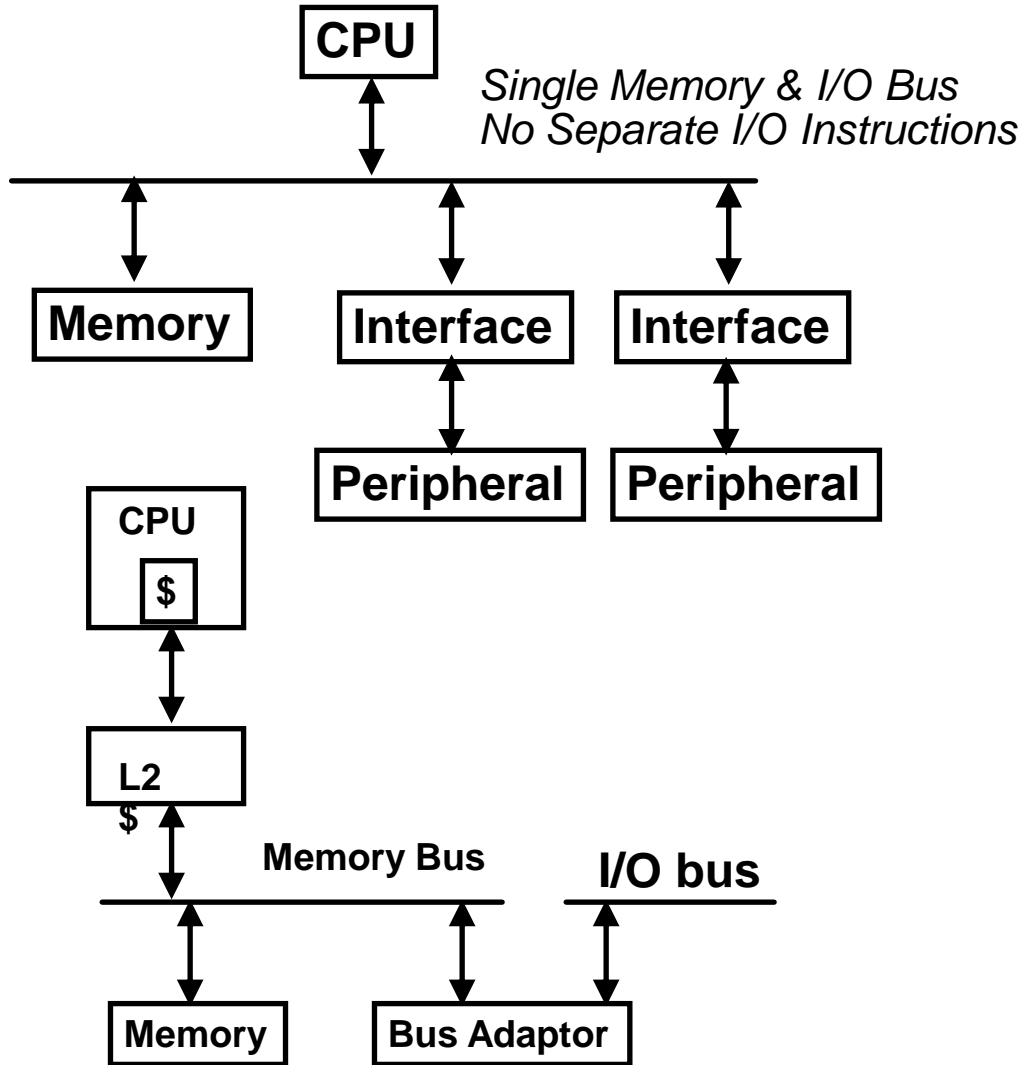 CPU
Single Memory & I/O Bus
No Separate I/O Instructions
Memory
Interface
Interface
Peripheral
Peripheral
CPU
$
L2
$
Memory Bus
I/O bus
Memory
Bus Adaptor